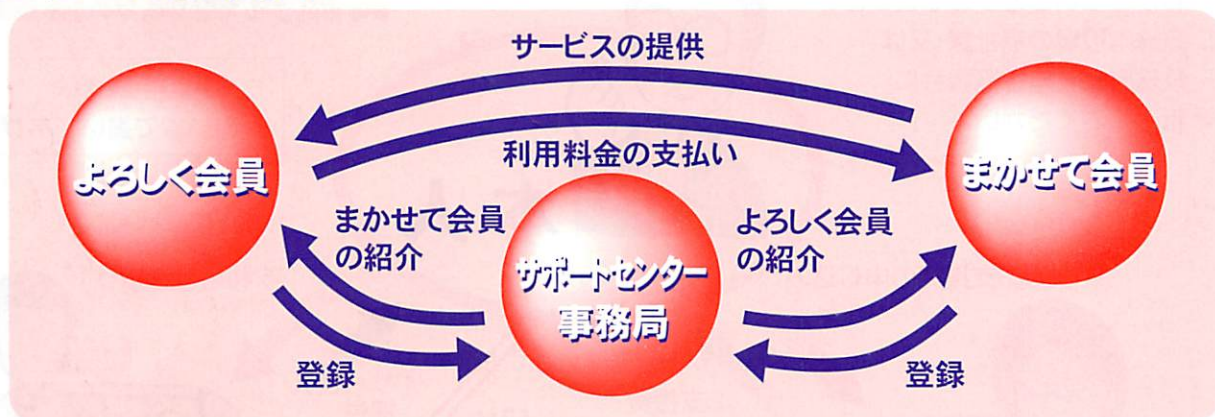 サービスの提供
よろしく会員
まかせて会員
利用料金の支払い
まかせて会員
の紹介
よろしく会員
の紹介
サポートセンター
事務局
登録
登録